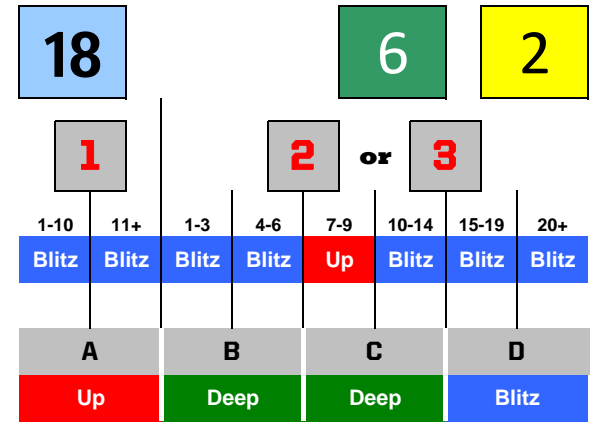 18 6 2
1 2 or 3
1-10 11+ 1-3 4-6 7-9 10-14 15-19 20+
Blitz Blitz Blitz Blitz Up Blitz Blitz Blitz
A B C D
Up Deep Deep Blitz